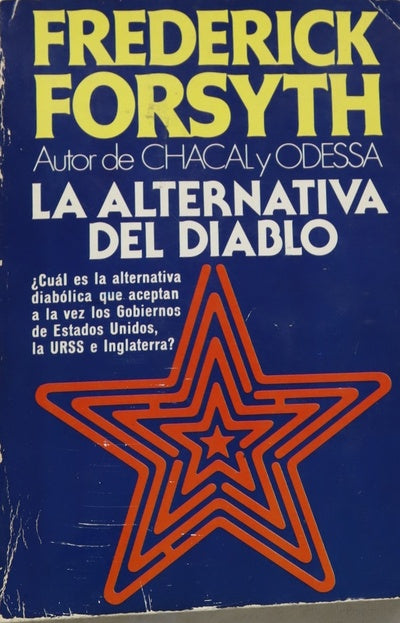 FREDERICK
FORSYTH
Autor de CHACAL y ODESSA
LA ALTERNATIVA
DEL DIABLO
¿Cuál es la alternativa
diabólica que aceptan
a la vez los Gobiernos
de Estados Unidos,
la URSS e Inglaterra?